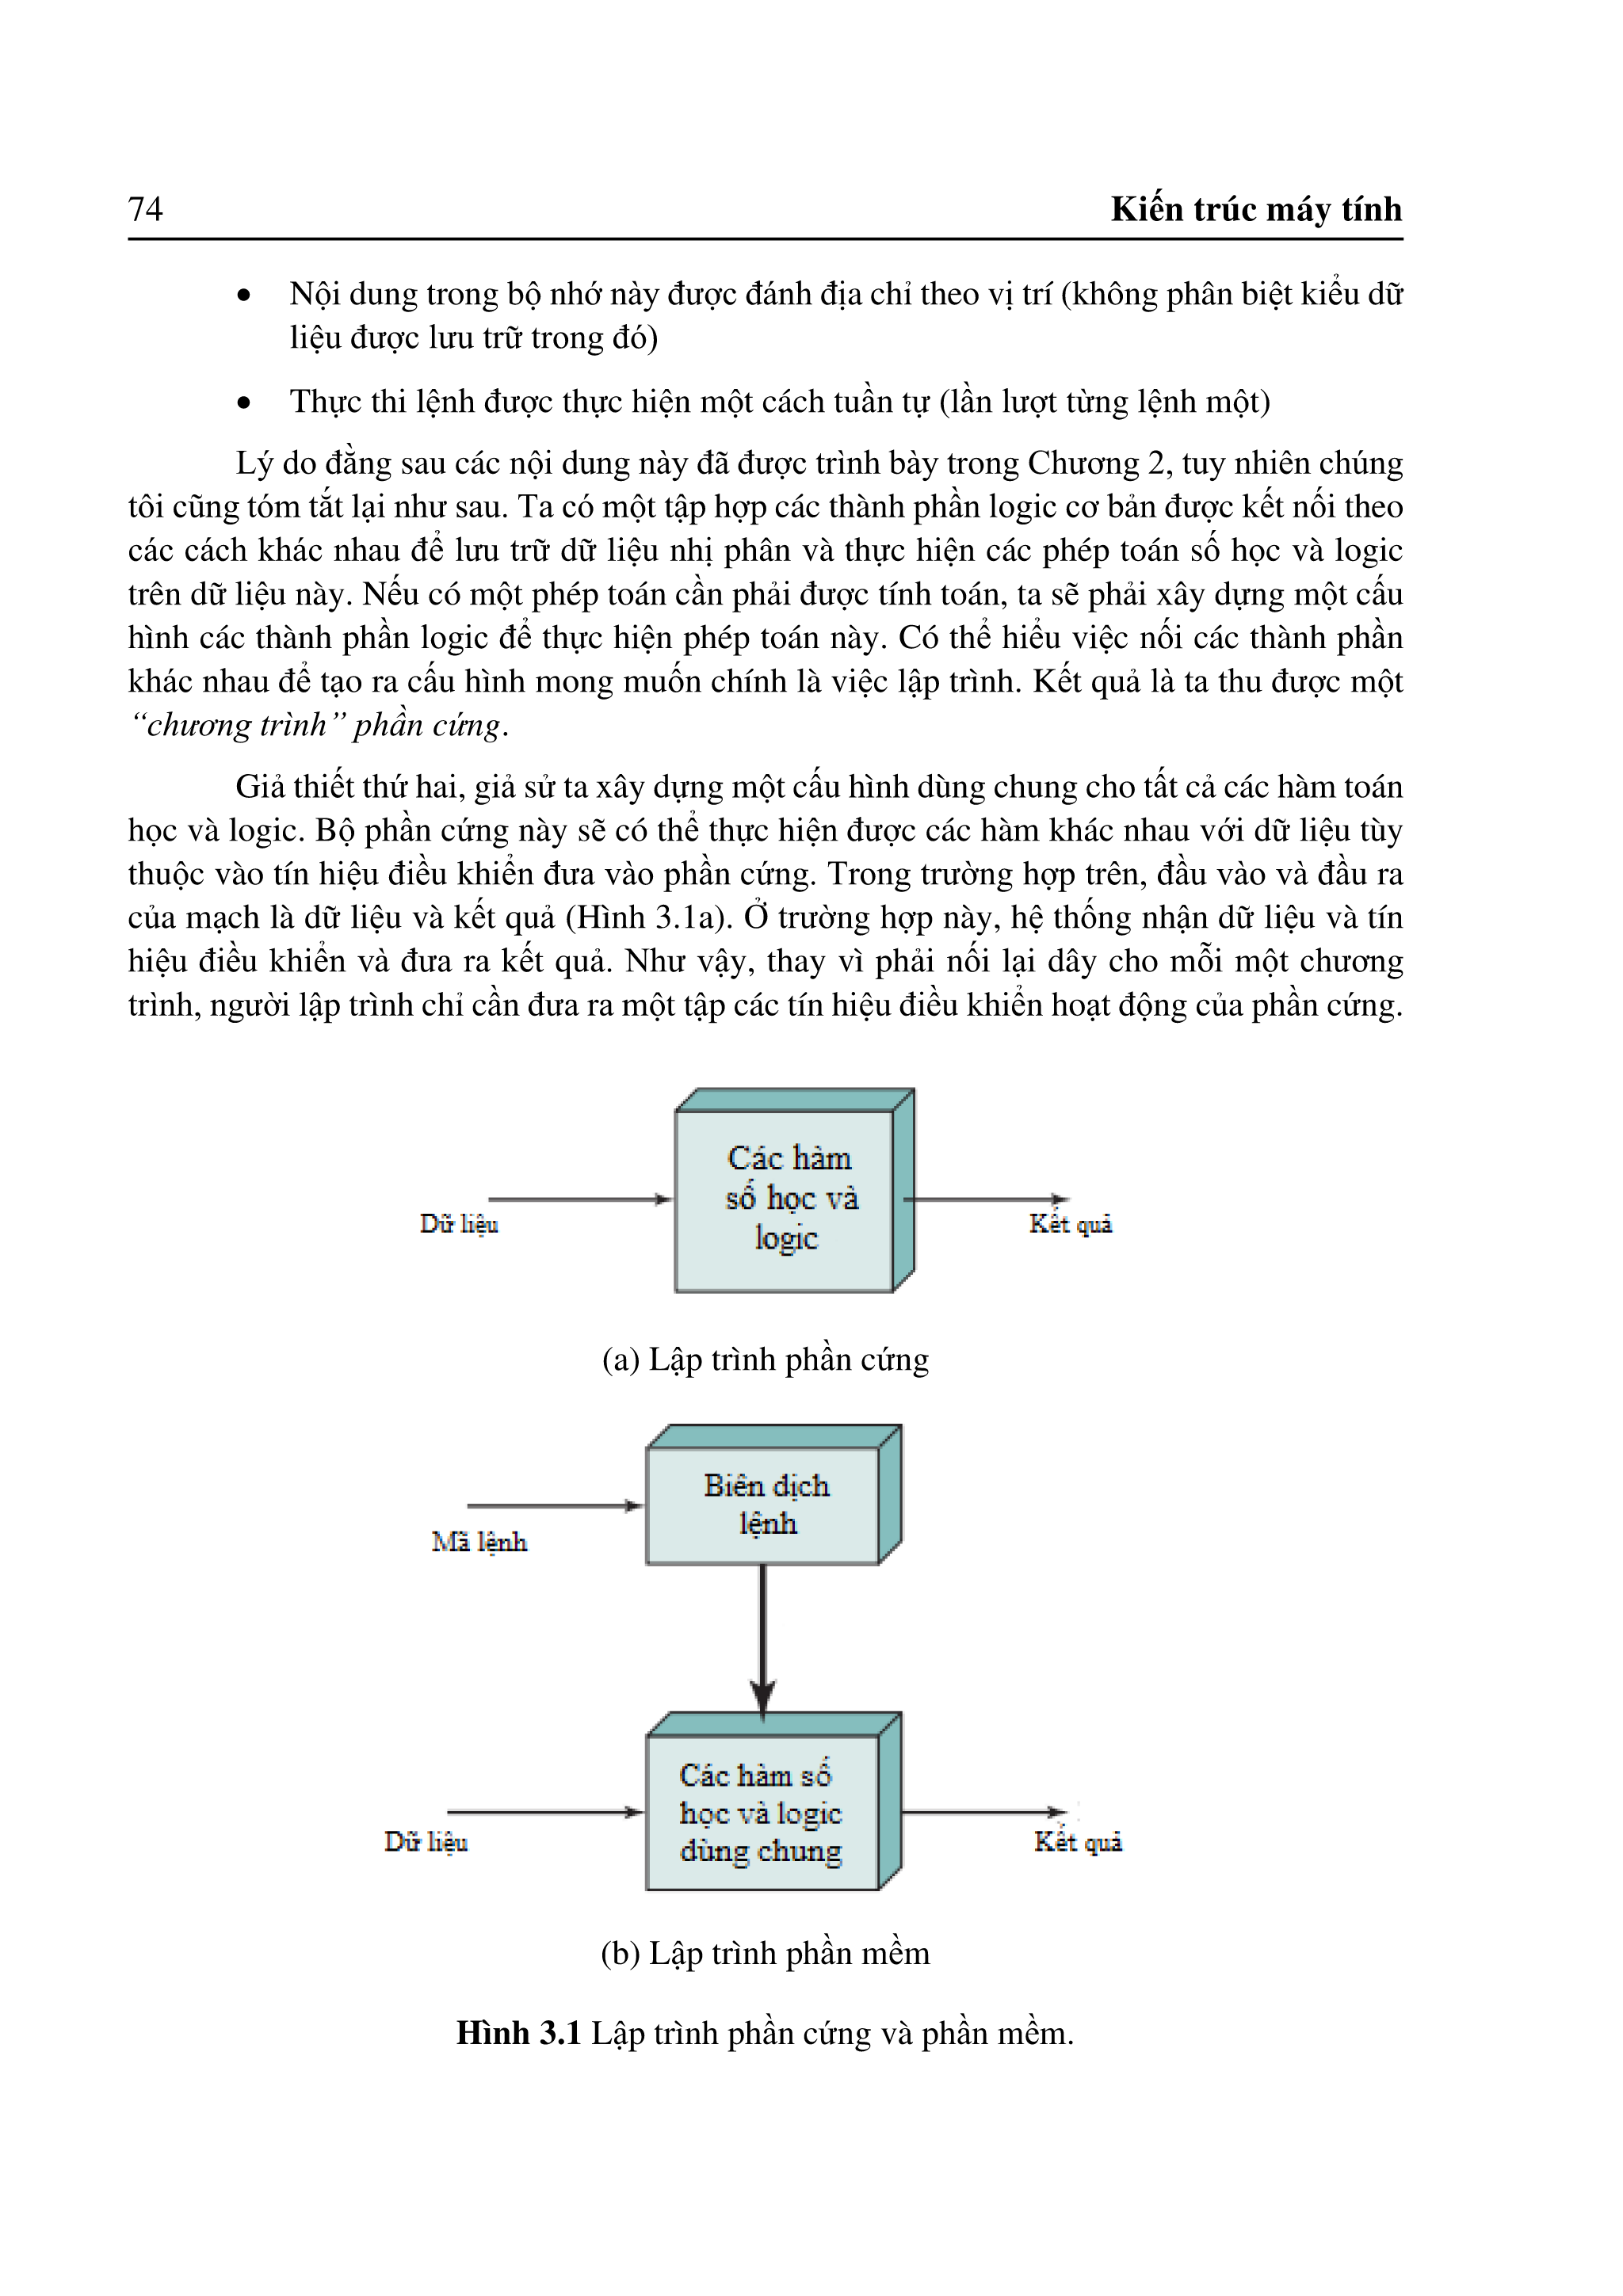 74 Kiến trúc máy tính
• Nội dung trong bộ nhớ này được đánh địa chỉ theo vị trí (không phân biệt kiểu dữ
liệu được lưu trữ trong đó)
• Thực thi lệnh được thực hiện một cách tuần tự (lần lượt từng lệnh một)
Lý do đằng sau các nội dung này đã được trình bày trong Chương 2, tuy nhiên chúng
tôi cũng tóm tắt lại như sau. Ta có một tập hợp các thành phần logic cơ bản được kết nối theo
các cách khác nhau để lưu trữ dữ liệu nhị phân và thực hiện các phép toán số học và logic
trên dữ liệu này. Nếu có một phép toán cần phải được tính toán, ta sẽ phải xây dựng một cấu
hình các thành phần logic để thực hiện phép toán này. Có thể hiểu việc nối các thành phần
khác nhau để tạo ra cấu hình mong muốn chính là việc lập trình. Kết quả là ta thu được một
“chương trình” phần cứng.
Giả thiết thứ hai, giả sử ta xây dựng một cấu hình dùng chung cho tất cả các hàm toán
học và logic. Bộ phần cứng này sẽ có thể thực hiện được các hàm khác nhau với dữ liệu tùy
thuộc vào tín hiệu điều khiển đưa vào phần cứng. Trong trường hợp trên, đầu vào và đầu ra
của mạch là dữ liệu và kết quả (Hình 3.1a). Ở trường hợp này, hệ thống nhận dữ liệu và tín
hiệu điều khiển và đưa ra kết quả. Như vậy, thay vì phải nối lại dây cho mỗi một chương
trình, người lập trình chỉ cần đưa ra một tập các tín hiệu điều khiển hoạt động của phần cứng.
Các hàm
số học và
logic
Dữ liệu
Kết quả
(a) Lập trình phần cứng
Biên dịch
lệnh
Mã lệnh
Các hàm số
học và logic
dùng chung
Dữ liệu
Kết quả
(b) Lập trình phần mềm
Hình 3.1 Lập trình phần cứng và phần mềm.